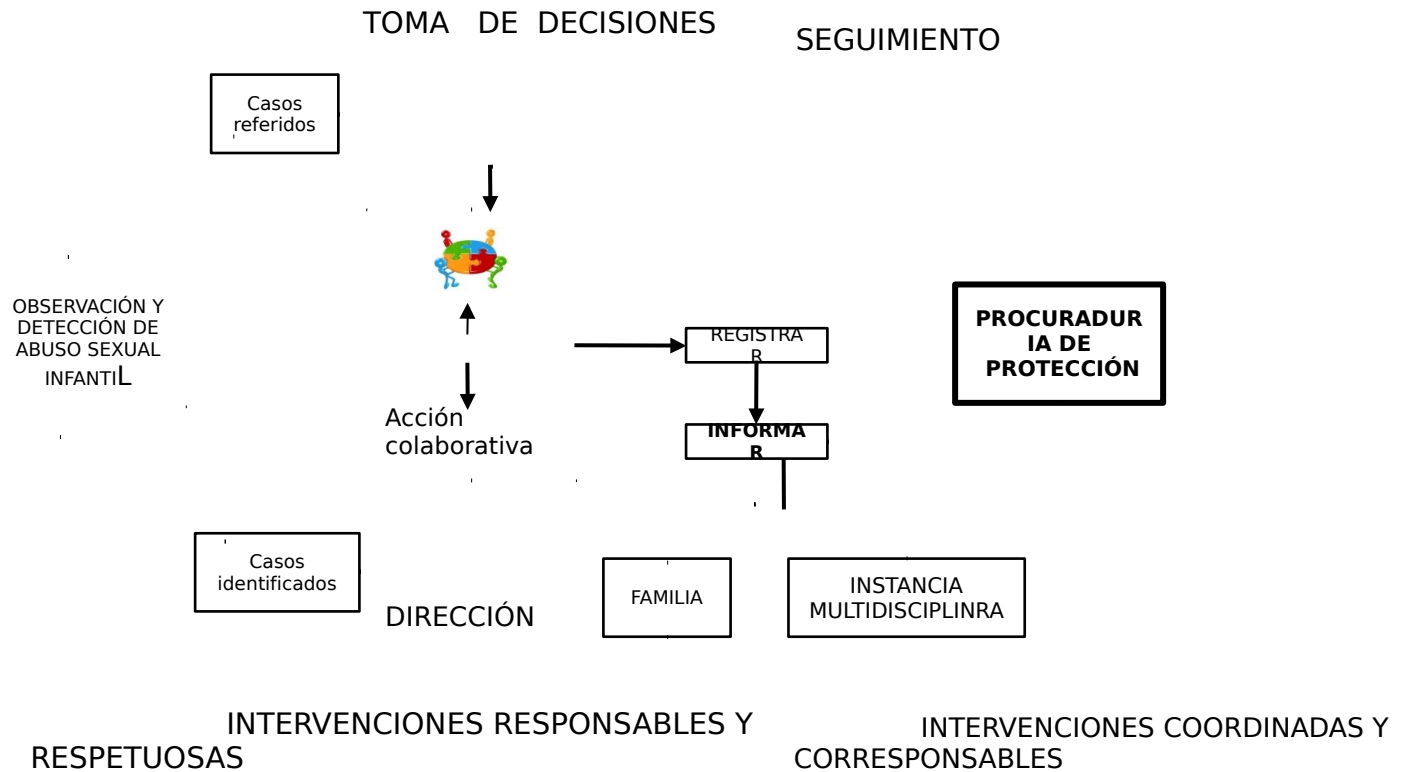 TOMA DE DECISIONES
SEGUIMIENTO
Casos
referidos
OBSERVACIÓN Y
DETECCIÓN DE
ABUSO SEXUAL
INFANTIL
REGISTRA
R
PROCURADUR
IA DE
PROTECCIÓN
Acción
colaborativa
INFORMA
R
Casos
identificados
DIRECCIÓN
FAMILIA
INSTANCIA
MULTIDISCIPLINRA
INTERVENCIONES RESPONSABLES Y
RESPETUOSAS
INTERVENCIONES COORDINADAS Y
CORRESPONSABLES